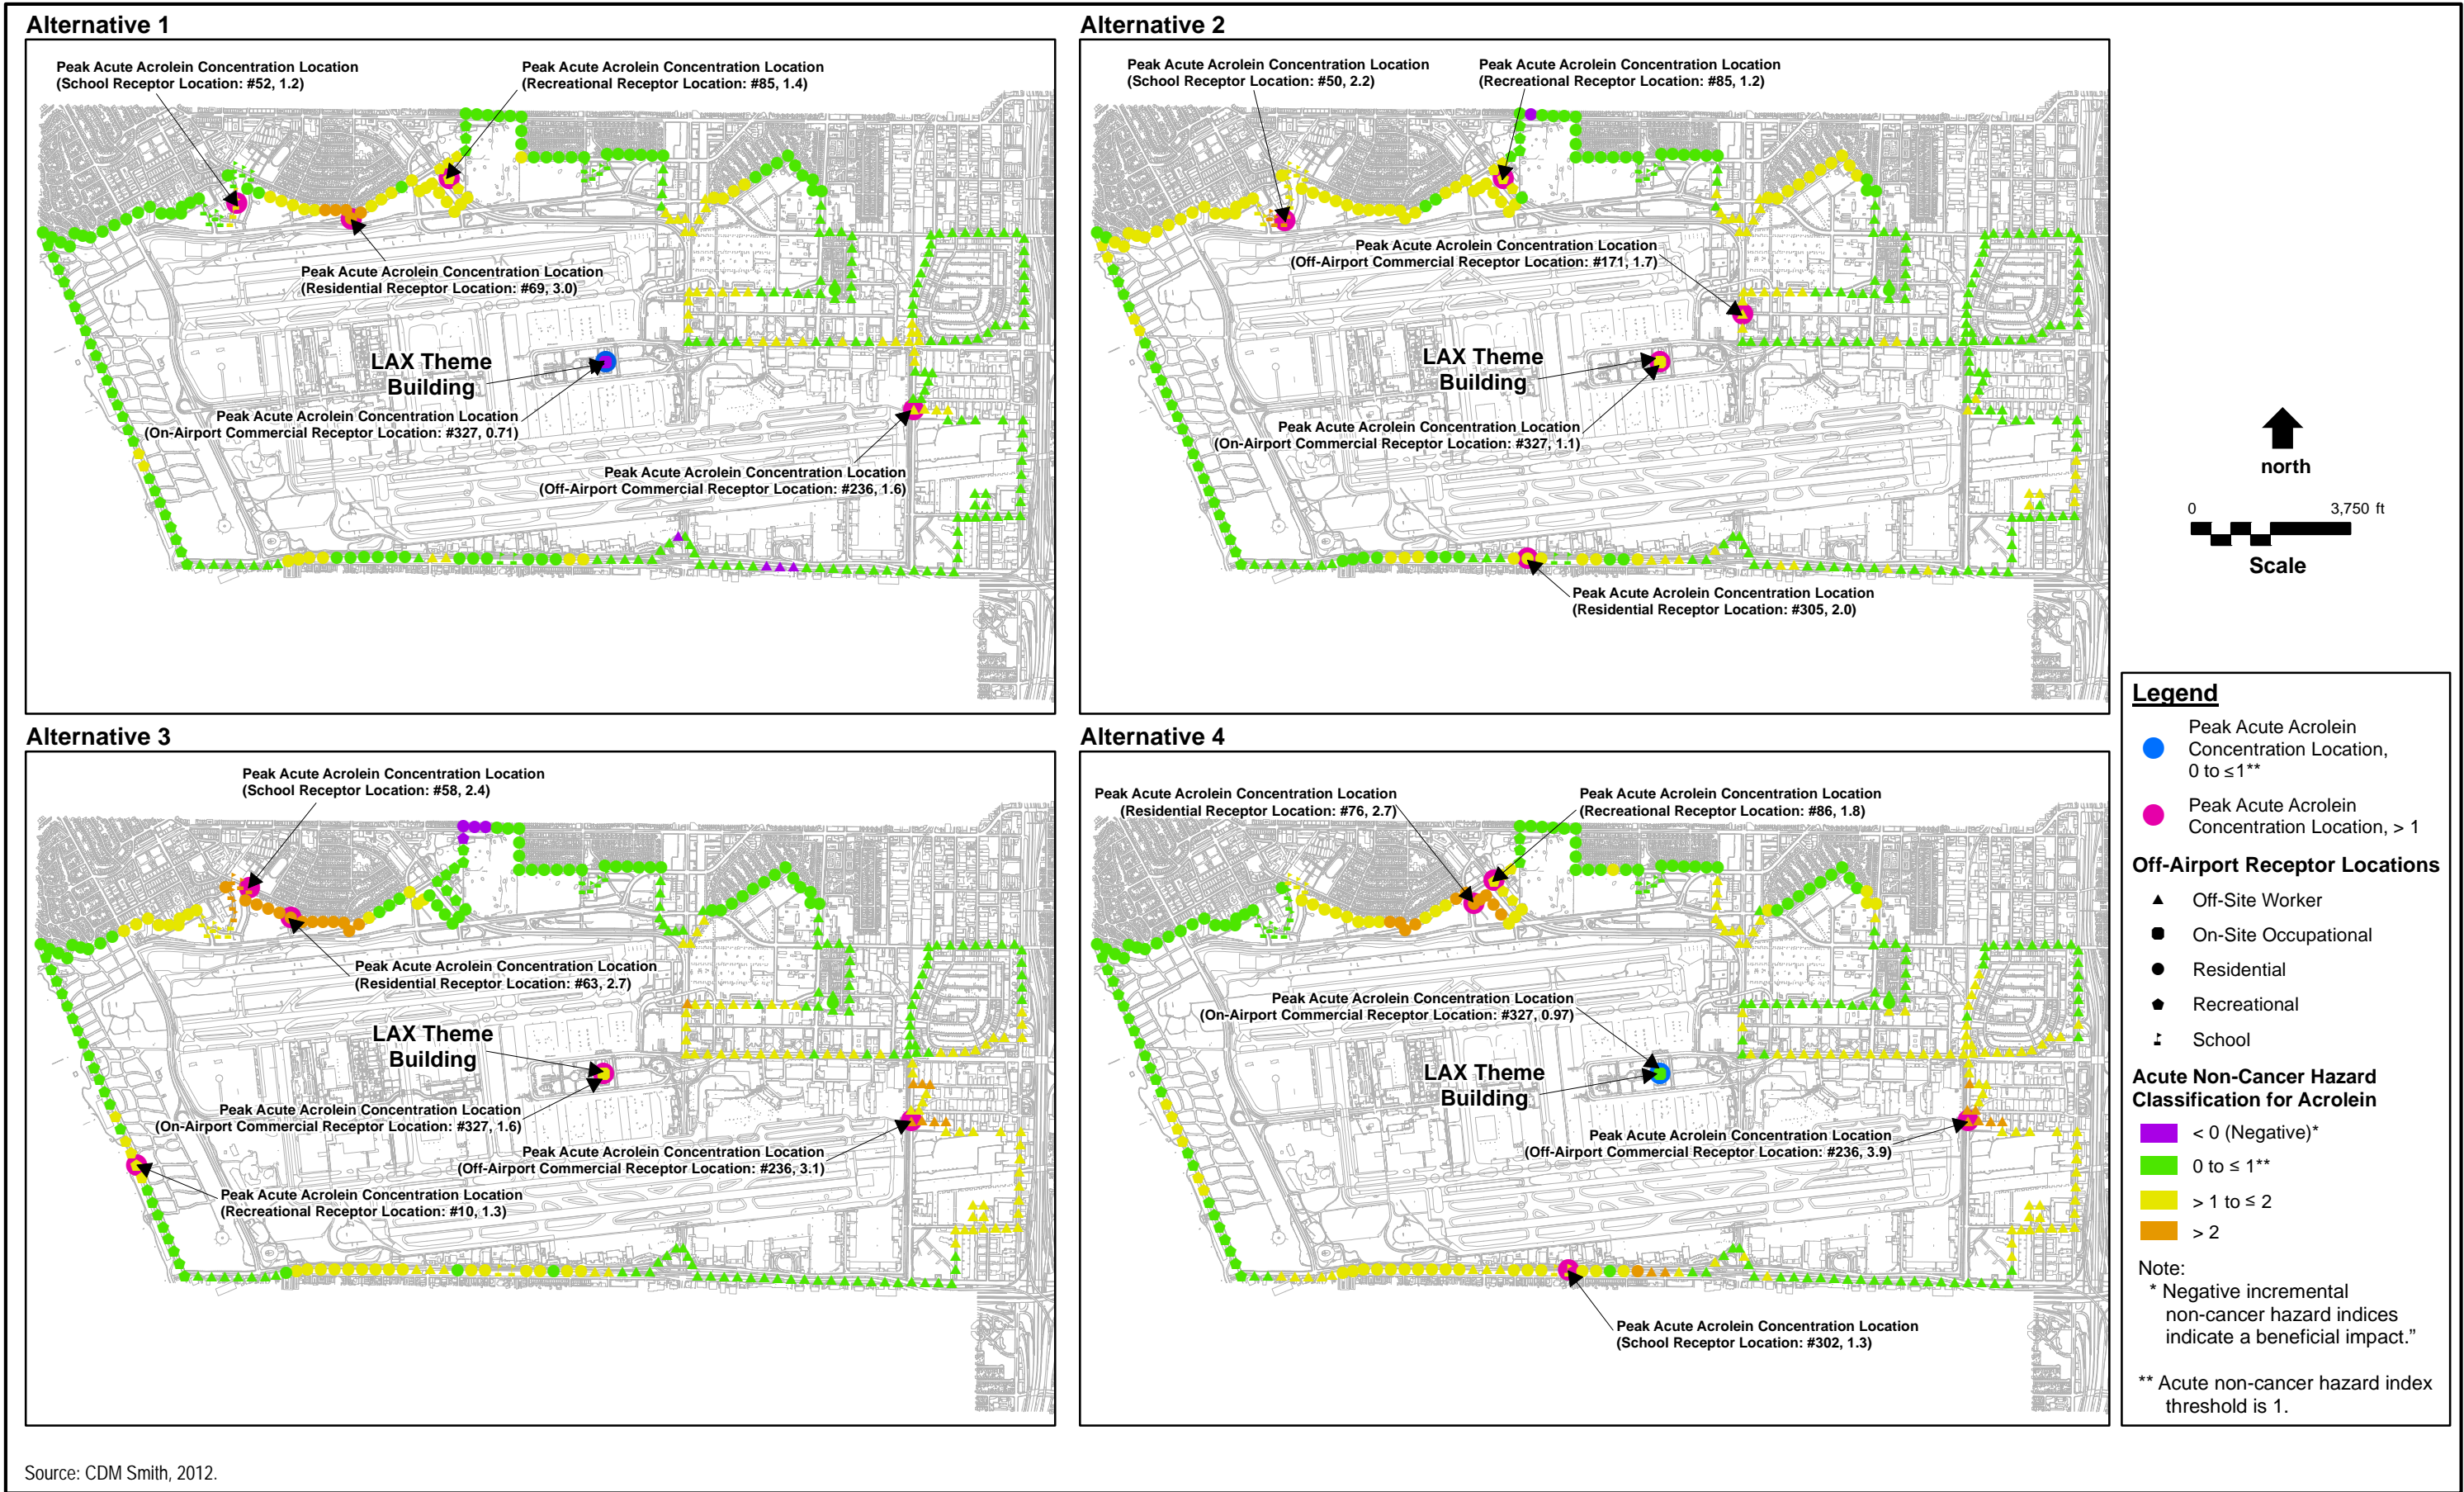 Alternative 1
Peak Acute Acrolein Concentration Location
(School Receptor Location: #52, 1.2)
Peak Acute Acrolein Concentration Location
(Recreational Receptor Location: #85, 1.4)
Peak Acute Acrolein Concentration Location
(Residential Receptor Location: #69, 3.0)
LAX Theme
Building
Peak Acute Acrolein Concentration Location
(On-Airport Commercial Receptor Location: #327, 0.71)
Peak Acute Acrolein Concentration Location
(Off-Airport Commercial Receptor Location: #236, 1.6)
Alternative 2
Peak Acute Acrolein Concentration Location
(School Receptor Location: #50, 2.2)
Peak Acute Acrolein Concentration Location
(Recreational Receptor Location: #85, 1.2)
Peak Acute Acrolein Concentration Location
(Off-Airport Commercial Receptor Location: #171, 1.7)
LAX Theme
Building
Peak Acute Acrolein Concentration Location
(On-Airport Commercial Receptor Location: #327, 1.1)
Peak Acute Acrolein Concentration Location
(Residential Receptor Location: #305, 2.0)
north
0 3,750 ft
Scale
Alternative 3
Peak Acute Acrolein Concentration Location
(School Receptor Location: #58, 2.4)
Peak Acute Acrolein Concentration Location
(Residential Receptor Location: #63, 2.7)
LAX Theme
Building
Peak Acute Acrolein Concentration Location
(On-Airport Commercial Receptor Location: #327, 1.6)
Peak Acute Acrolein Concentration Location
(Off-Airport Commercial Receptor Location: #236, 3.1)
Peak Acute Acrolein Concentration Location
(Recreational Receptor Location: #10, 1.3)
Alternative 4
Peak Acute Acrolein Concentration Location
(Residential Receptor Location: #76, 2.7)
Peak Acute Acrolein Concentration Location
(Recreational Receptor Location: #86, 1.8)
Peak Acute Acrolein Concentration Location
(On-Airport Commercial Receptor Location: #327, 0.97)
LAX Theme
Building
Peak Acute Acrolein Concentration Location
(Off-Airport Commercial Receptor Location: #236, 3.9)
Peak Acute Acrolein Concentration Location
(School Receptor Location: #302, 1.3)
Legend
Peak Acute Acrolein
Concentration Location,
0 to ≤1**
Peak Acute Acrolein
Concentration Location, > 1
Off-Airport Receptor Locations
Off-Site Worker
On-Site Occupational
Residential
Recreational
School
Acute Non-Cancer Hazard
Classification for Acrolein
< 0 (Negative)*
0 to ≤ 1**
> 1 to ≤ 2
> 2
Note:
* Negative incremental
non-cancer hazard indices
indicate a beneficial impact.”
** Acute non-cancer hazard index
threshold is 1.
Source: CDM Smith, 2012.